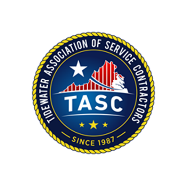 TIDEWATER ASSOCIATION OF SERVICE CONTRACTORS
TASC
SINCE 1987